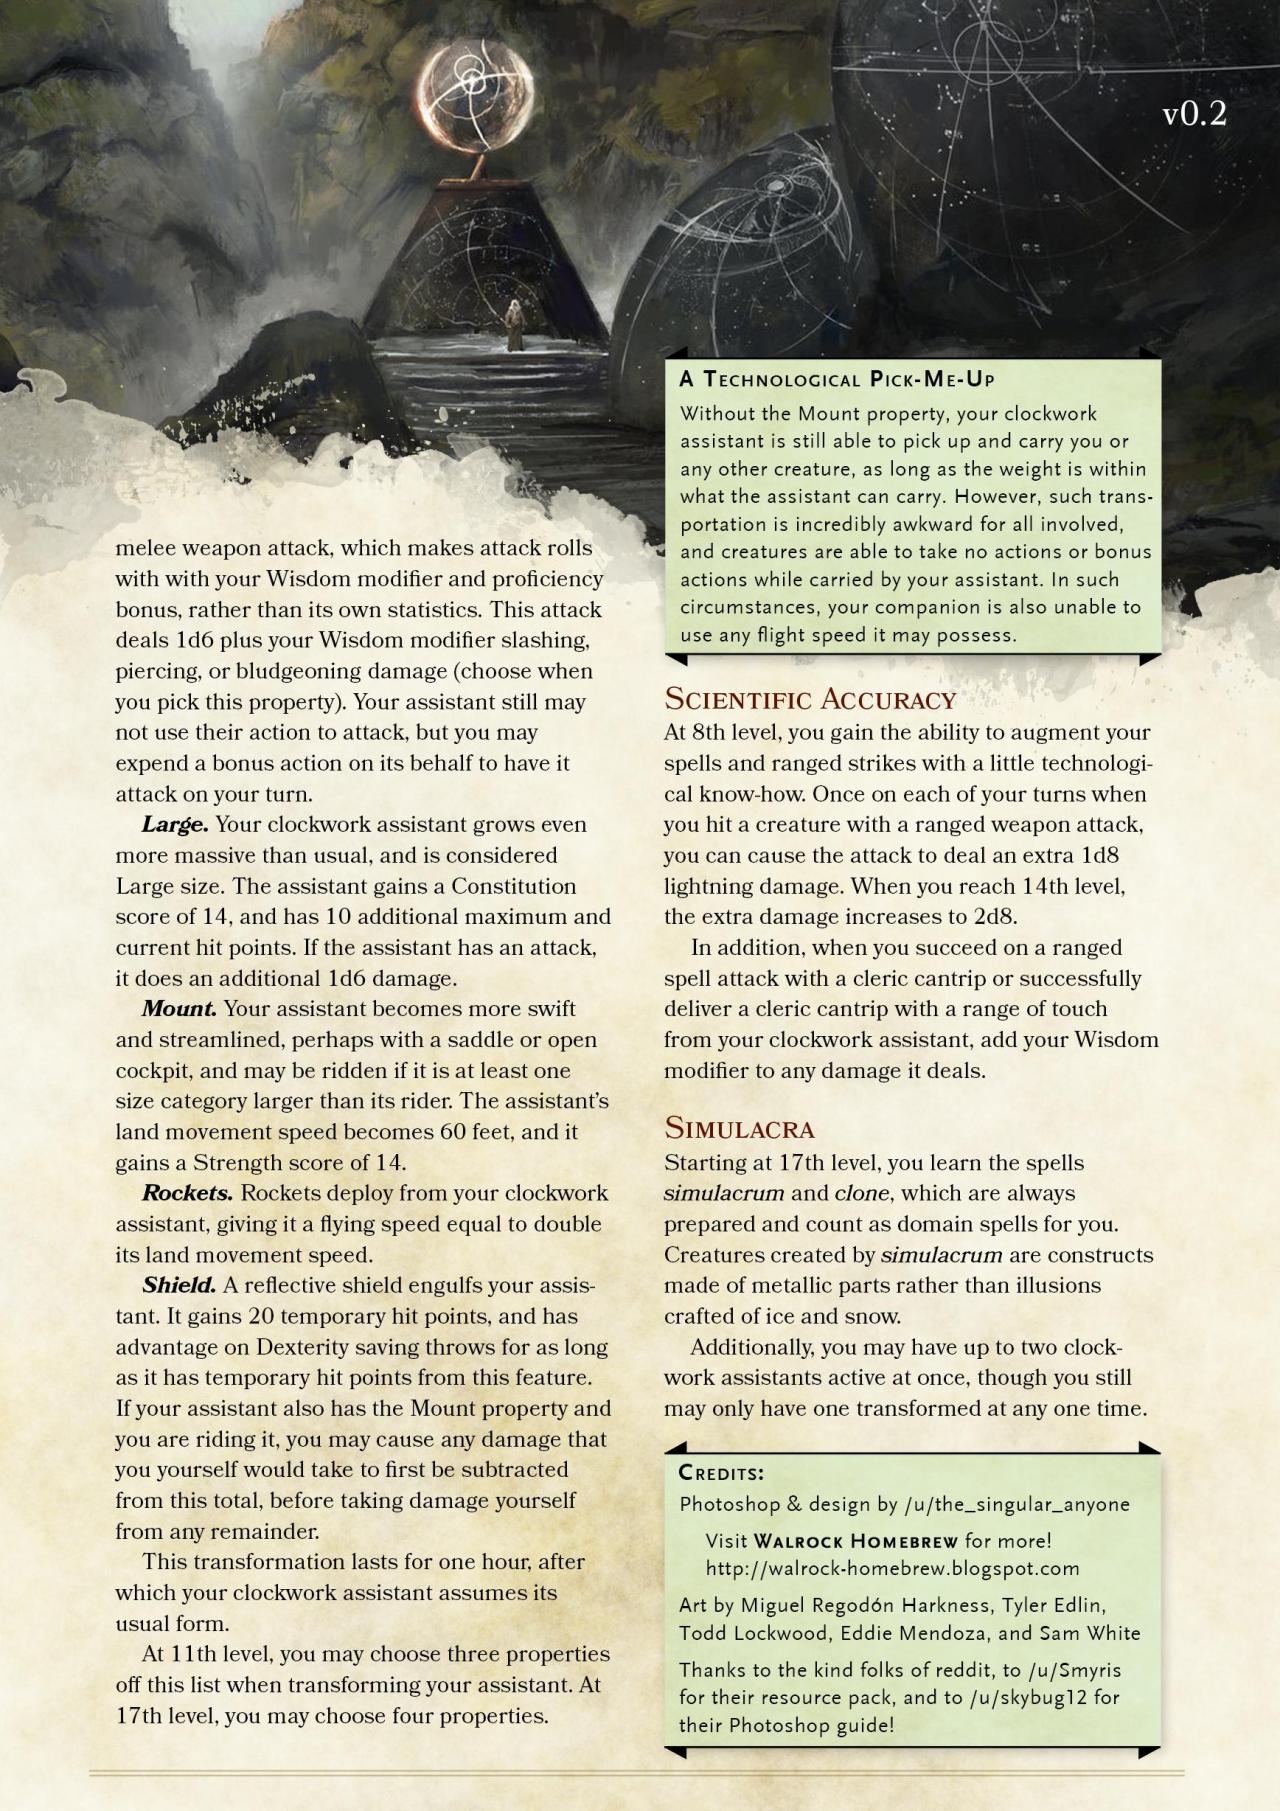 v0.2
melee weapon attack, which makes attack rolls
with with your Wisdom modifier and proficiency
bonus, rather than its own statistics. This attack
deals 1d6 plus your Wisdom modifier slashing,
piercing, or bludgeoning damage (choose when
you pick this property). Your assistant still may
not use their action to attack, but you may
expend a bonus action on its behalf to have it
attack on your turn.
Large. Your clockwork assistant grows even
more massive than usual, and is considered
Large size. The assistant gains a Constitution
score of 14, and has 10 additional maximum and
current hit points. If the assistant has an attack,
it does an additional 1d6 damage.
Mount. Your assistant becomes more swift
and streamlined, perhaps with a saddle or open
cockpit, and may be ridden if it is at least one
size category larger than its rider. The assistant's
land movement speed becomes 60 feet, and it
gains a Strength score of 14.
Rockets. Rockets deploy from your clockwork
assistant, giving it a flying speed equal to double
its land movement speed.
Shield. A reflective shield engulfs your assis-
tant. It gains 20 temporary hit points, and has
advantage on Dexterity saving throws for as long
as it has temporary hit points from this feature.
If your assistant also has the Mount property and
you are riding it, you may cause any damage that
you yourself would take to first be subtracted
from this total, before taking damage yourself
from any remainder.
This transformation lasts for one hour, after
which your clockwork assistant assumes its
usual form.
At 11th level, you may choose three properties
off this list when transforming your assistant. At
17th level, you may choose four properties.
A Technological Pick-Me-Up
Without the Mount property, your clockwork
assistant is still able to pick up and carry you or
any other creature, as long as the weight is within
what the assistant can carry. However, such trans-
portation is incredibly awkward for all involved,
and creatures are able to take no actions or bonus
actions while carried by your assistant. In such
circumstances, your companion is also unable to
use any flight speed it may possess.
Scientific Accuracy
At 8th level, you gain the ability to augment your
spells and ranged strikes with a little technologi-
cal know-how. Once on each of your turns when
you hit a creature with a ranged weapon attack,
you can cause the attack to deal an extra 1d8
lightning damage. When you reach 14th level,
the extra damage increases to 2d8.
In addition, when you succeed on a ranged
spell attack with a cleric cantrip or successfully
deliver a cleric cantrip with a range of touch
from your clockwork assistant, add your Wisdom
modifier to any damage it deals.
Simulacra
Starting at 17th level, you learn the spells
simulacrum and clone, which are always
prepared and count as domain spells for you.
Creatures created by simulacrum are constructs
made of metallic parts rather than illusions
crafted of ice and snow.
Additionally, you may have up to two clock-
work assistants active at once, though you still
may only have one transformed at any one time.
Credits:
Photoshop & design by /u/the_singular_anyone
Visit Walrock Homebrew for more!
http://walrock-homebrew.blogspot.com
Art by Miguel Regodón Harkness, Tyler Edlin,
Todd Lockwood, Eddie Mendoza, and Sam White
Thanks to the kind folks of reddit, to /u/Smyris
for their resource pack, and to /u/skybug12 for
their Photoshop guide!